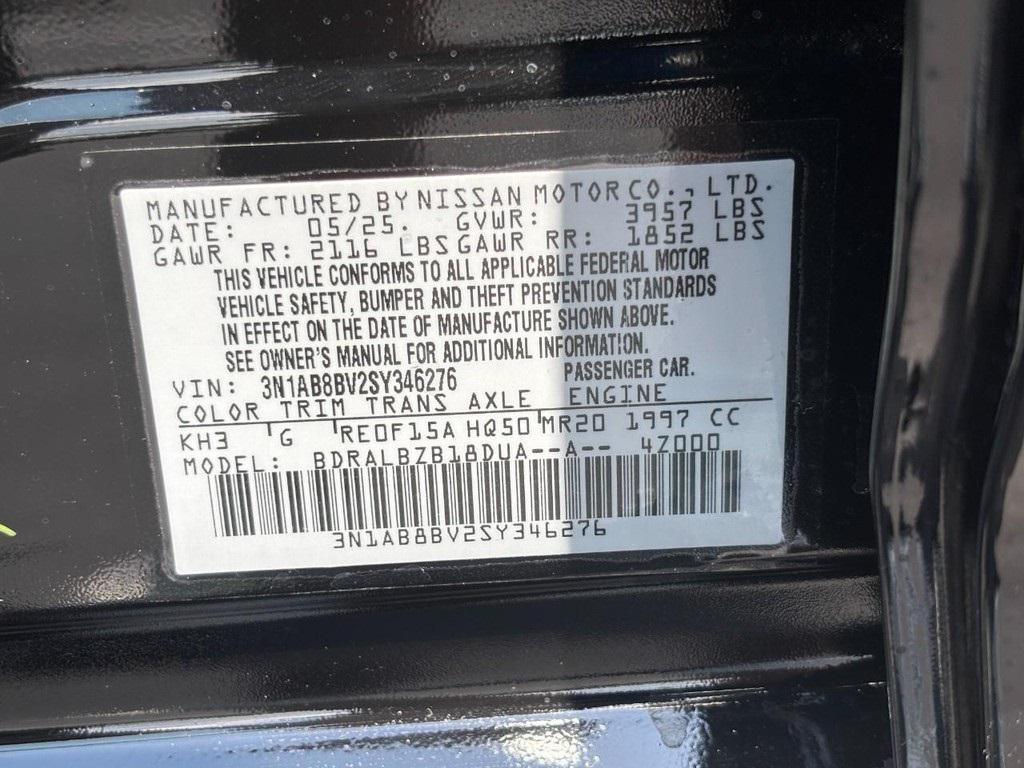 MANUFACTURED BY NISSAN MOTOR CO., LTD.
DATE: 05/25. GVWR: 3957 LBS
GAWR FR: 2116 LBS GAWR RR: 1852 LBS
THIS VEHICLE CONFORMS TO ALL APPLICABLE FEDERAL MOTOR
VEHICLE SAFETY, BUMPER AND THEFT PREVENTION STANDARDS
IN EFFECT ON THE DATE OF MANUFACTURE SHOWN ABOVE.
SEE OWNER'S MANUAL FOR ADDITIONAL INFORMATION.
VIN: 3N1AB8BV2SY346276 PASSENGER CAR.
COLOR TRIM TRANS AXLE ENGINE
KH3 G RE0F15A HQ50 MR20 1997 CC
MODEL: BDRALBZB18DUA--A-- 4Z000
3N1AB8BV2SY346276